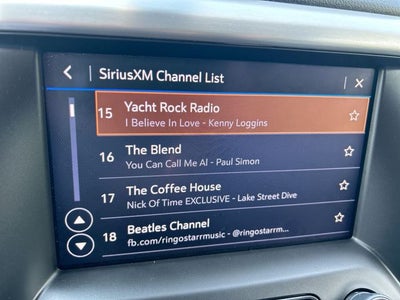 SiriusXM Channel List
15 Yacht Rock Radio
I Believe In Love - Kenny Loggins
16 The Blend
You Can Call Me Al - Paul Simon
17 The Coffee House
Nick Of Time EXCLUSIVE - Lake Street Dive
18 Beatles Channel
fb.com/ringostarrmusic - @ringostarrm...